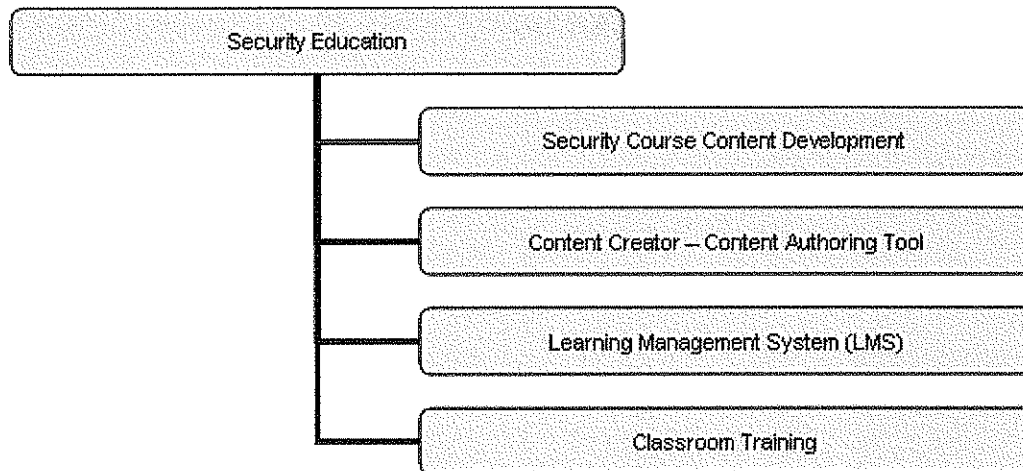 Security Education
Security Course Content Development
Content Creator – Content Authoring Tool
Learning Management System (LMS)
Classroom Training